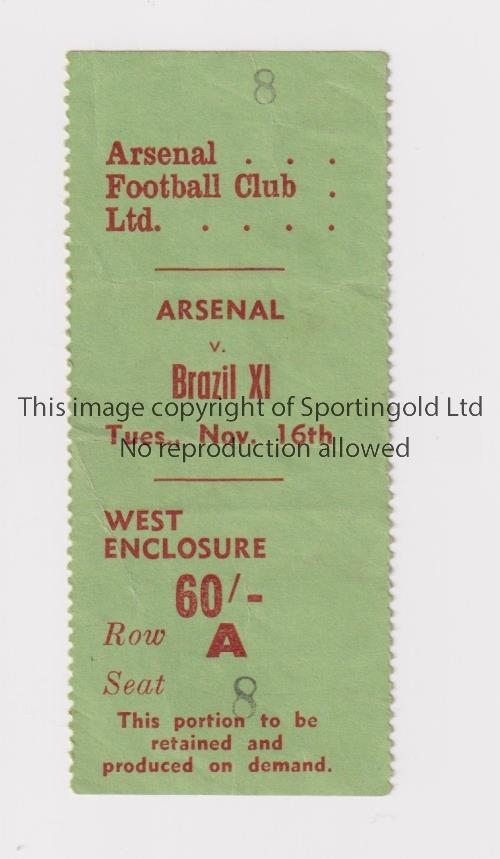 8
Arsenal . . .
Football Club .
Ltd. . . . .
ARSENAL
v.
Brazil XI
This image copyright of Sportingold Ltd
Tues., Nov. 16th
No reproduction allowed
WEST
ENCLOSURE
60/-
Row A
Seat 8
This portion to be
retained and
produced on demand.